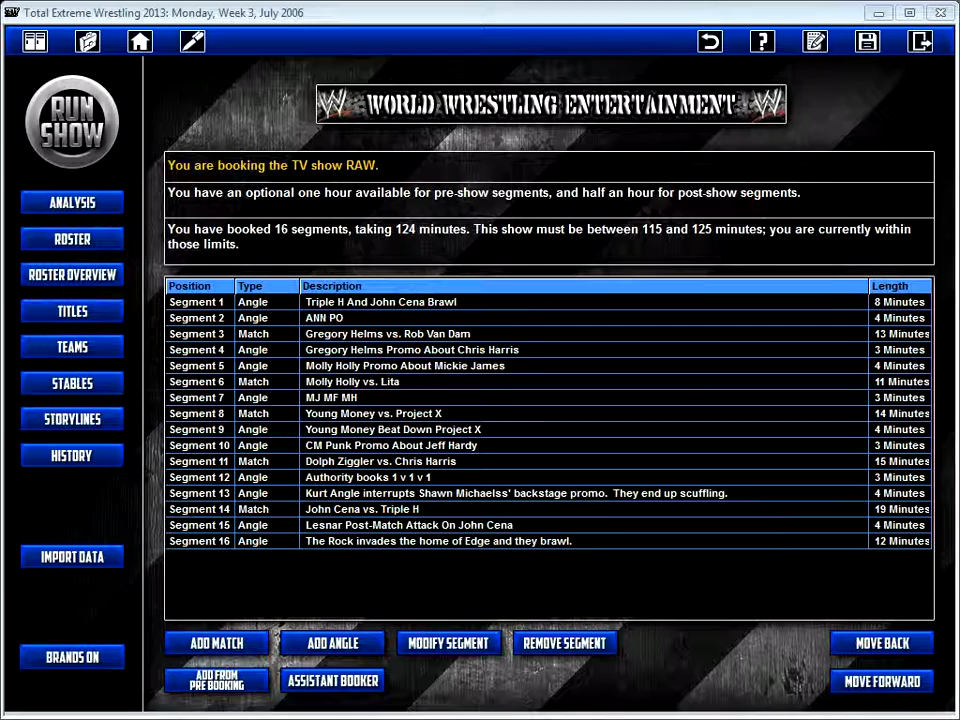 Total Extreme Wrestling 2013: Monday, Week 3, July 2006
RUN
SHOW
WORLD WRESTLING ENTERTAINMENT
You are booking the TV show RAW.
You have an optional one hour available for pre-show segments, and half an hour for post-show segments.
You have booked 16 segments, taking 124 minutes. This show must be between 115 and 125 minutes; you are currently within
those limits.
ANALYSIS
ROSTER
ROSTER OVERVIEW
TITLES
TEAMS
STABLES
STORYLINES
HISTORY
IMPORT DATA
BRANDS ON
Position Type Description Length
Segment 1 Angle Triple H And John Cena Brawl 8 Minutes
Segment 2 Angle ANN PO 4 Minutes
Segment 3 Match Gregory Helms vs. Rob Van Dam 13 Minutes
Segment 4 Angle Gregory Helms Promo About Chris Harris 3 Minutes
Segment 5 Angle Molly Holly Promo About Mickie James 4 Minutes
Segment 6 Match Molly Holly vs. Lita 11 Minutes
Segment 7 Angle MJ MF MH 3 Minutes
Segment 8 Match Young Money vs. Project X 14 Minutes
Segment 9 Angle Young Money Beat Down Project X 4 Minutes
Segment 10 Angle CM Punk Promo About Jeff Hardy 3 Minutes
Segment 11 Match Dolph Ziggler vs. Chris Harris 15 Minutes
Segment 12 Angle Authority books 1 v 1 v 1 3 Minutes
Segment 13 Angle Kurt Angle interrupts Shawn Michaelss' backstage promo. They end up scuffling. 4 Minutes
Segment 14 Match John Cena vs. Triple H 19 Minutes
Segment 15 Angle Lesnar Post-Match Attack On John Cena 4 Minutes
Segment 16 Angle The Rock invades the home of Edge and they brawl. 12 Minutes
ADD MATCH ADD ANGLE MODIFY SEGMENT REMOVE SEGMENT MOVE BACK
ADD FROM
PRE BOOKING
ASSISTANT BOOKER MOVE FORWARD